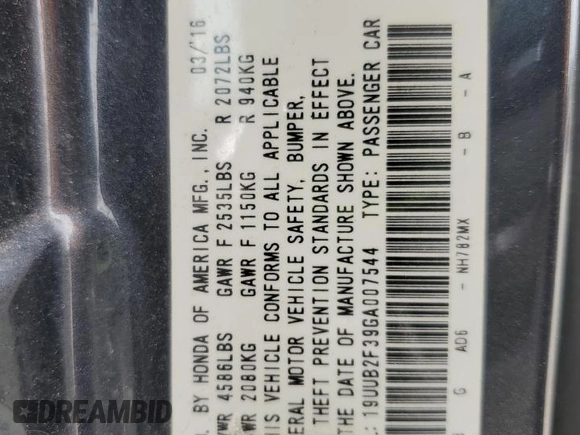 . BY HONDA OF AMERICA MFG., INC. 03/'16
WR 4586LBS GAWR F 2535LBS R 2072LBS
WR 2080KG GAWR F 1150KG R 940KG
IS VEHICLE CONFORMS TO ALL APPLICABLE
ERAL MOTOR VEHICLE SAFETY, BUMPER,
THEFT PREVENTION STANDARDS IN EFFECT
THE DATE OF MANUFACTURE SHOWN ABOVE.
: 19UUB2F39GA007544 TYPE: PASSENGER CAR
G AD6 - NH782MX - B - A
DREAMBID